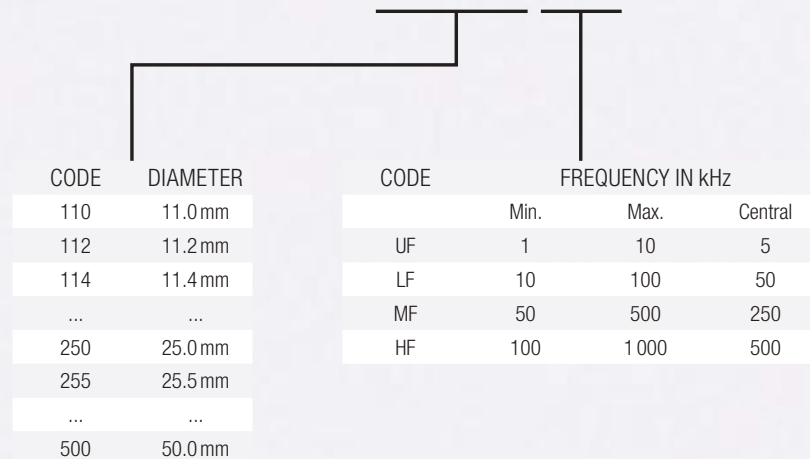 CODE DIAMETER
110 11.0 mm
112 11.2 mm
114 11.4 mm
... ...
250 25.0 mm
255 25.5 mm
... ...
500 50.0 mm
CODE FREQUENCY IN kHz
Min. Max. Central
UF 1 10 5
LF 10 100 50
MF 50 500 250
HF 100 1 000 500